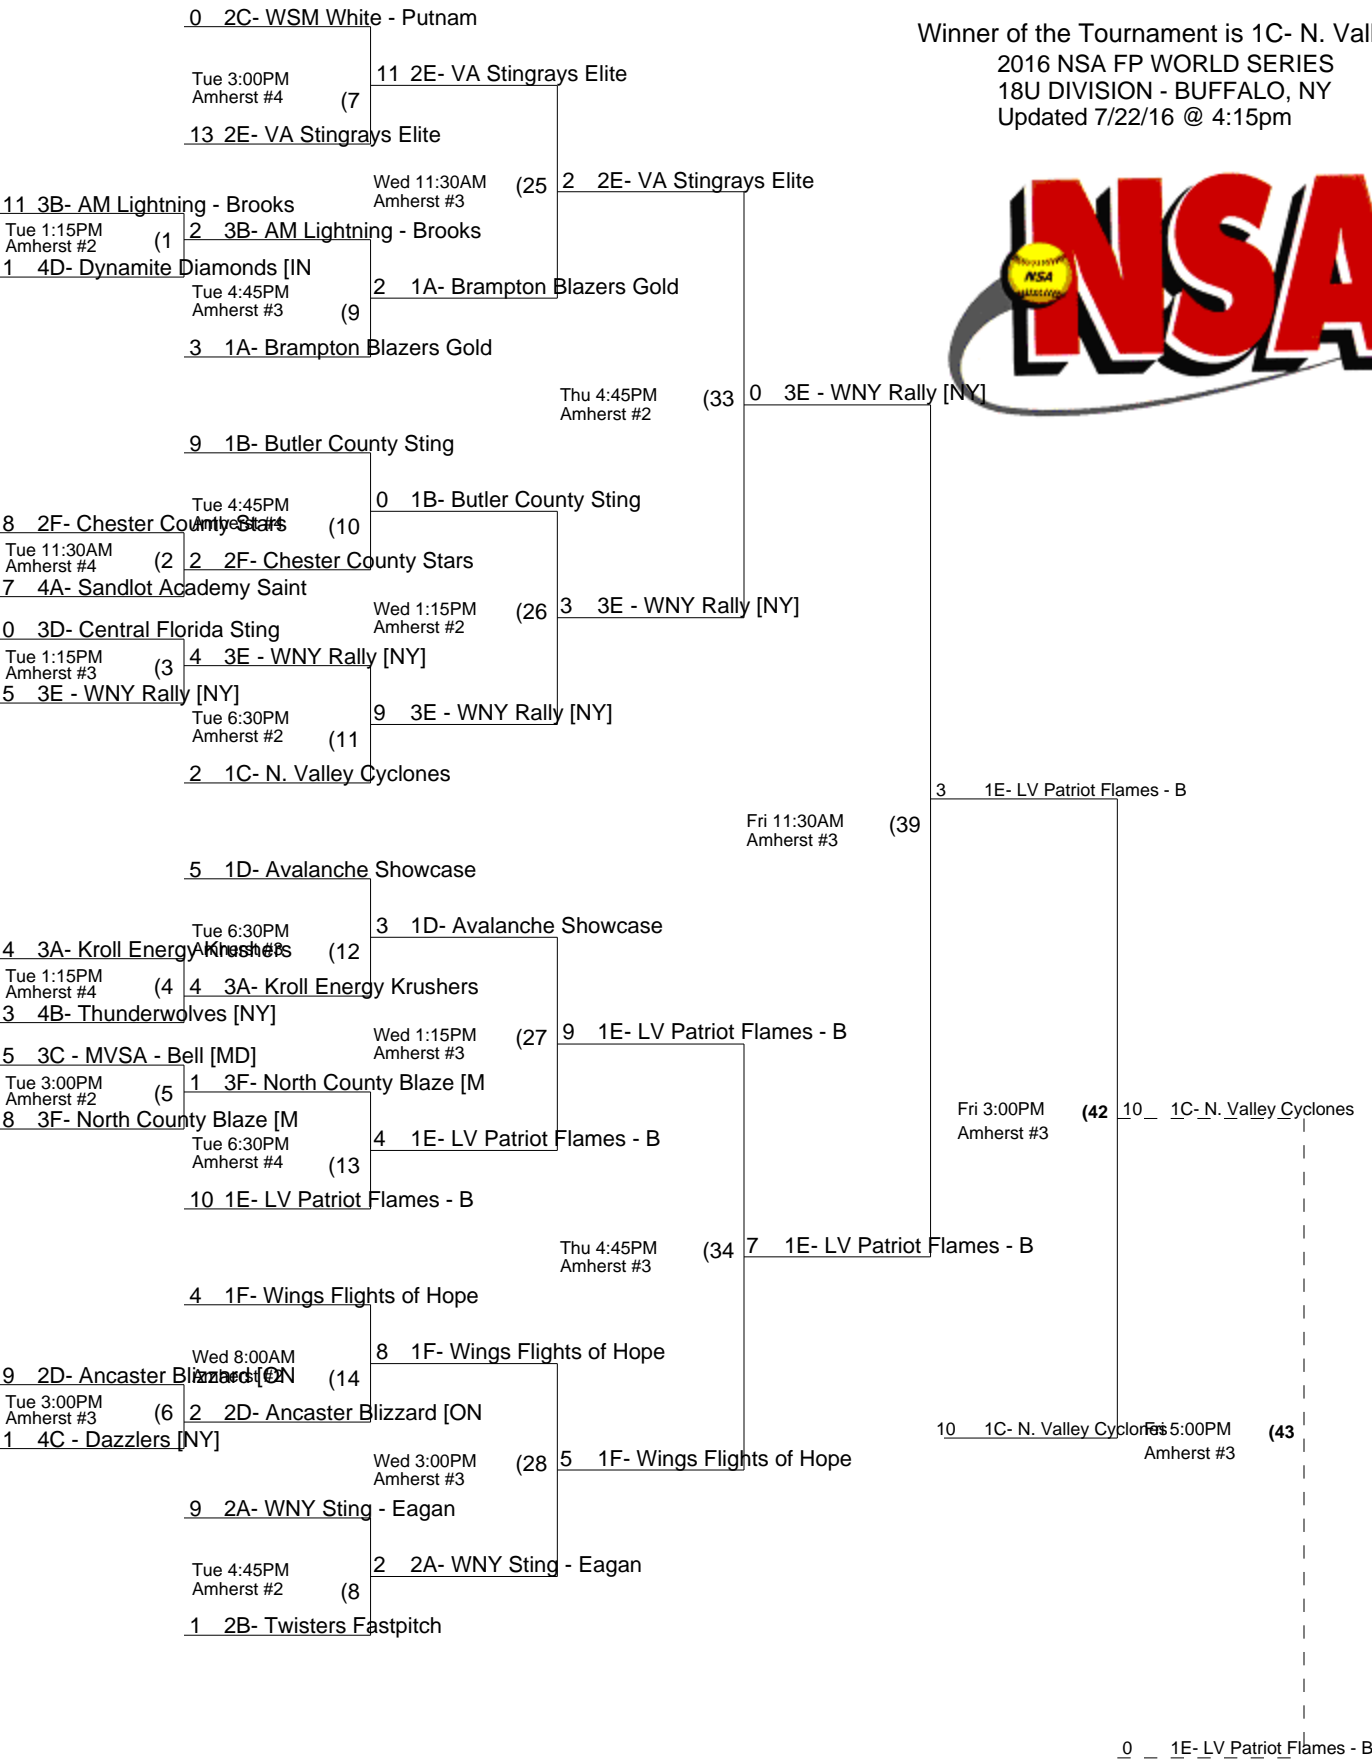 0 2C- WSM White - Putnam
Winner of the Tournament is 1C- N. Vall
2016 NSA FP WORLD SERIES
18U DIVISION - BUFFALO, NY
Updated 7/22/16 @ 4:15pm
NSA
NSA
Tue 3:00PM
Amherst #4 (7
11 2E- VA Stingrays Elite
13 2E- VA Stingrays Elite
Wed 11:30AM
Amherst #3 (25
2 2E- VA Stingrays Elite
11 3B- AM Lightning - Brooks
Tue 1:15PM
Amherst #2 (1
2 3B- AM Lightning - Brooks
1 4D- Dynamite Diamonds [IN
Tue 4:45PM
Amherst #3 (9
2 1A- Brampton Blazers Gold
3 1A- Brampton Blazers Gold
Thu 4:45PM
Amherst #2 (33
0 3E - WNY Rally [NY]
9 1B- Butler County Sting
Tue 4:45PM
Amherst #4 (10
0 1B- Butler County Sting
8 2F- Chester County Stars
Tue 11:30AM
Amherst #4 (2
2 2F- Chester County Stars
7 4A- Sandlot Academy Saint
Wed 1:15PM
Amherst #2 (26
3 3E - WNY Rally [NY]
0 3D- Central Florida Sting
Tue 1:15PM
Amherst #3 (3
4 3E - WNY Rally [NY]
5 3E - WNY Rally [NY]
Tue 6:30PM
Amherst #2 (11
9 3E - WNY Rally [NY]
2 1C- N. Valley Cyclones
Fri 11:30AM
Amherst #3 (39
3 1E- LV Patriot Flames - B
5 1D- Avalanche Showcase
Tue 6:30PM
Amherst #3 (12
3 1D- Avalanche Showcase
4 3A- Kroll Energy Krushers
Tue 1:15PM
Amherst #4 (4
4 3A- Kroll Energy Krushers
3 4B- Thunderwolves [NY]
Wed 1:15PM
Amherst #3 (27
9 1E- LV Patriot Flames - B
5 3C - MVSA - Bell [MD]
Tue 3:00PM
Amherst #2 (5
1 3F- North County Blaze [M
8 3F- North County Blaze [M
Tue 6:30PM
Amherst #4 (13
4 1E- LV Patriot Flames - B
10 1E- LV Patriot Flames - B
Fri 3:00PM
Amherst #3 (42
10 1C- N. Valley Cyclones
Thu 4:45PM
Amherst #3 (34
7 1E- LV Patriot Flames - B
4 1F- Wings Flights of Hope
Wed 8:00AM
Amherst #2 (14
8 1F- Wings Flights of Hope
9 2D- Ancaster Blizzard [ON
Tue 3:00PM
Amherst #3 (6
2 2D- Ancaster Blizzard [ON
1 4C - Dazzlers [NY]
Wed 3:00PM
Amherst #3 (28
5 1F- Wings Flights of Hope
10 1C- N. Valley Cyclones
Fri 5:00PM
Amherst #3 (43
9 2A- WNY Sting - Eagan
Tue 4:45PM
Amherst #2 (8
2 2A- WNY Sting - Eagan
1 2B- Twisters Fastpitch
0 1E- LV Patriot Flames - B